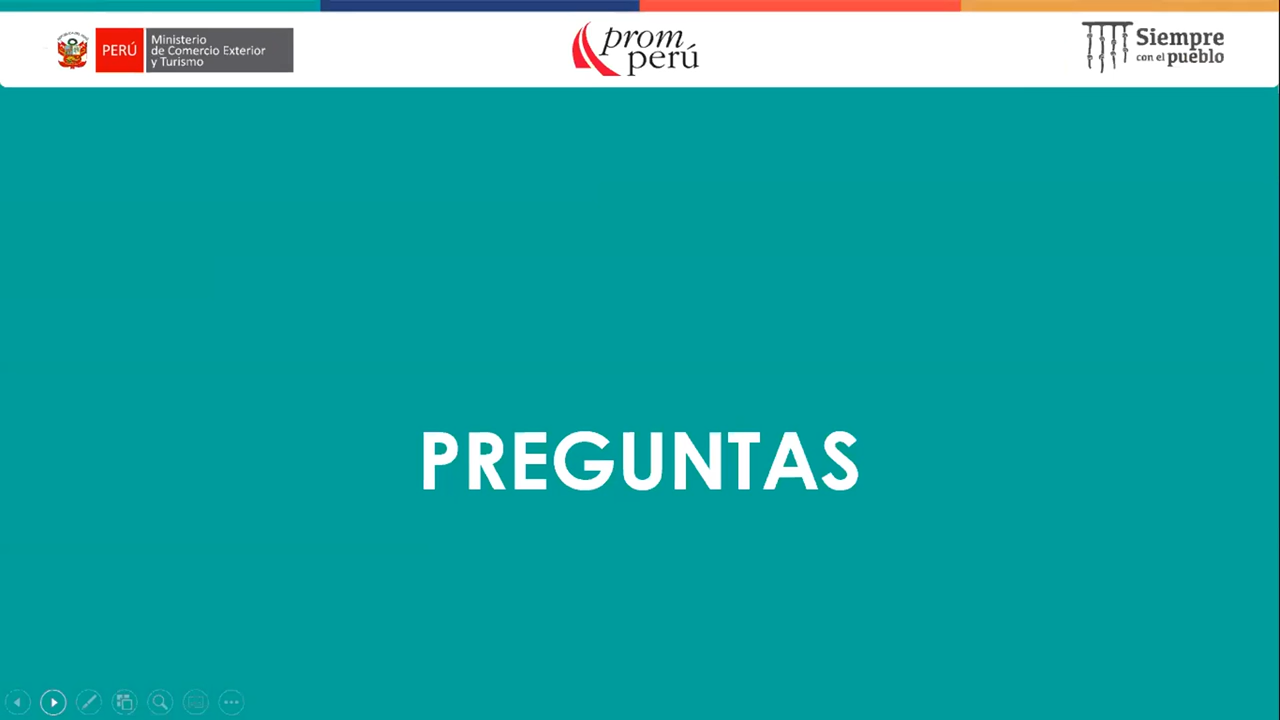 PERÚ
Ministerio
de Comercio Exterior
y Turismo
prom
perú
Siempre
con el pueblo
PREGUNTAS